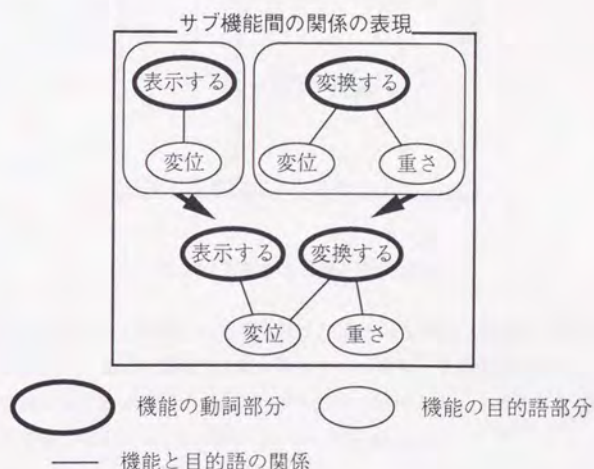 サブ機能間の関係の表現
表示する
変換する
変位
変位
重さ
表示する
変換する
変位
重さ
機能の動詞部分
機能の目的語部分
機能と目的語の関係